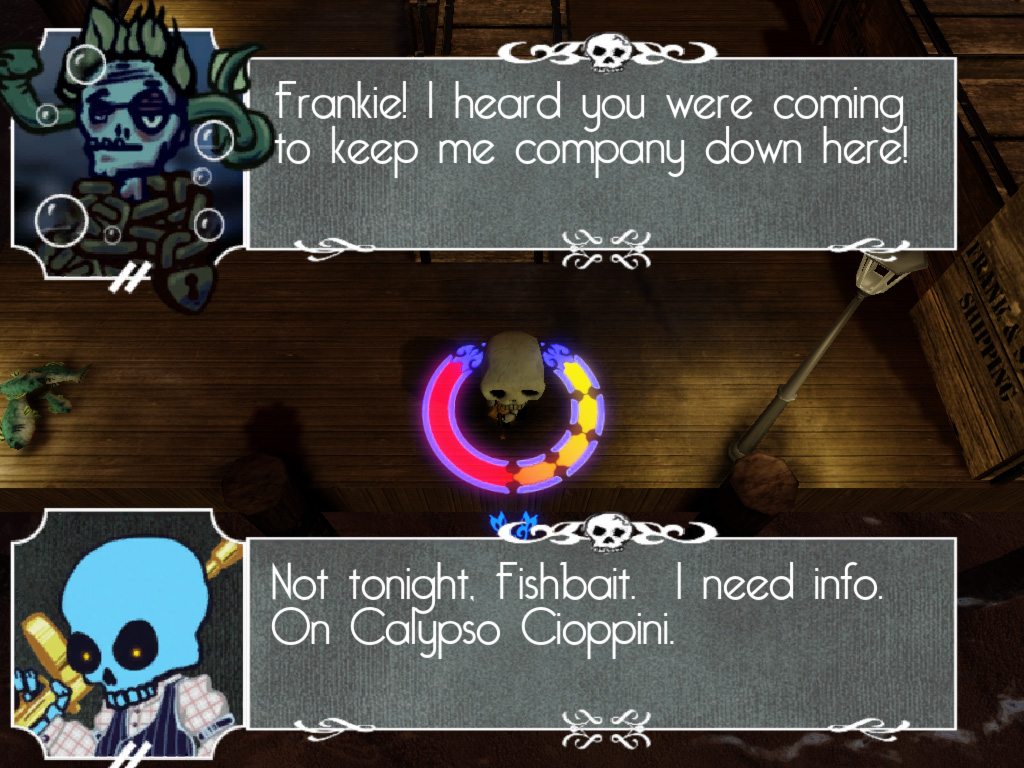 Frankie! I heard you were coming
to keep me company down here!
FRANK &
SHIPPING
Not tonight, Fishbait.  I need info.
On Calypso Cioppini.